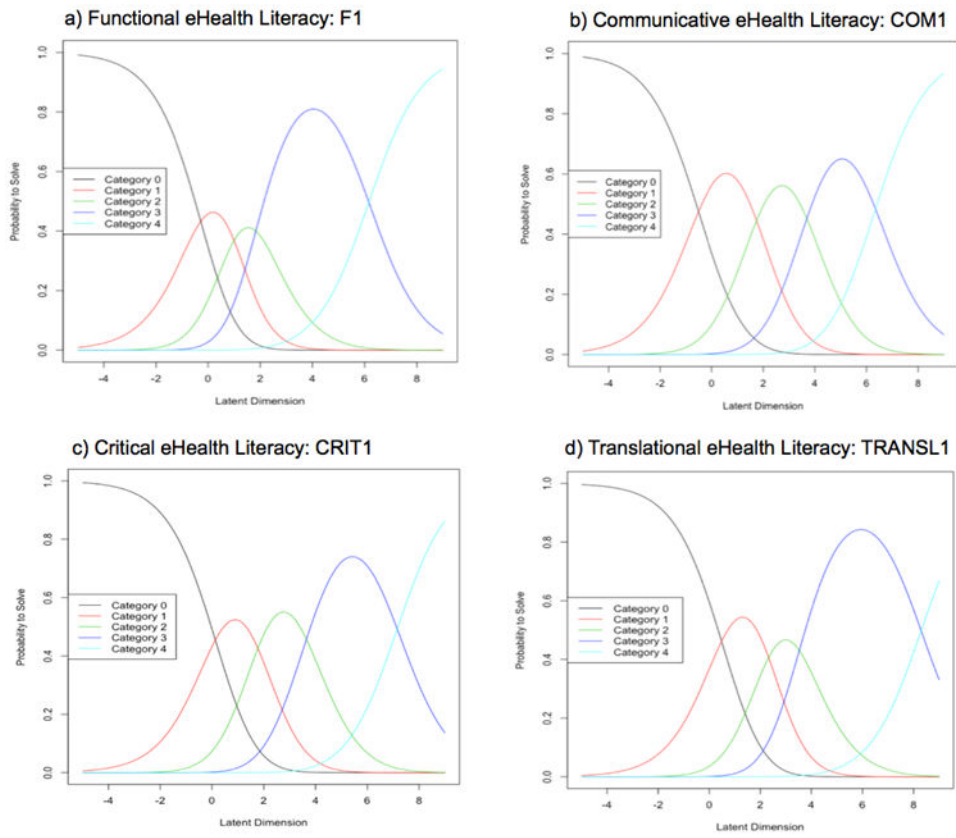 a) Functional eHealth Literacy: F1
Probability to Solve
1.0
0.8
0.6
0.4
0.2
0.0
Category 0
Category 1
Category 2
Category 3
Category 4
-4 -2 0 2 4 6 8
Latent Dimension
b) Communicative eHealth Literacy: COM1
Probability to Solve
1.0
0.8
0.6
0.4
0.2
0.0
Category 0
Category 1
Category 2
Category 3
Category 4
-4 -2 0 2 4 6 8
Latent Dimension
c) Critical eHealth Literacy: CRIT1
Probability to Solve
1.0
0.8
0.6
0.4
0.2
0.0
Category 0
Category 1
Category 2
Category 3
Category 4
-4 -2 0 2 4 6 8
Latent Dimension
d) Translational eHealth Literacy: TRANSL1
Probability to Solve
1.0
0.8
0.6
0.4
0.2
0.0
Category 0
Category 1
Category 2
Category 3
Category 4
-4 -2 0 2 4 6 8
Latent Dimension